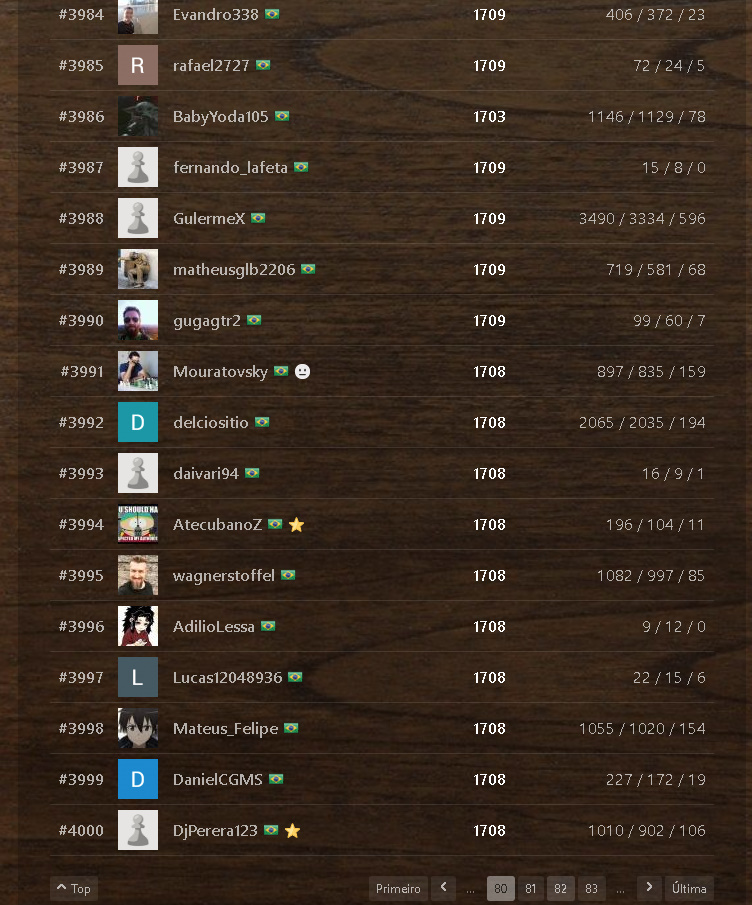 #3984 Evandro338 1709 406 / 372 / 23
#3985 R rafael2727 1709 72 / 24 / 5
#3986 BabyYoda105 1703 1146 / 1129 / 78
#3987 fernando_lafeta 1709 15 / 8 / 0
#3988 GulermeX 1709 3490 / 3334 / 596
#3989 matheusglb2206 1709 719 / 581 / 68
#3990 gugagtr2 1709 99 / 60 / 7
#3991 Mouratovsky 1708 897 / 835 / 159
#3992 D delciositio 1708 2065 / 2035 / 194
#3993 daivari94 1708 16 / 9 / 1
U SHOULD HA
#3994 AtecubanoZ 1708 196 / 104 / 11
#3995 wagnerstoffel 1708 1082 / 997 / 85
#3996 AdilioLessa 1708 9 / 12 / 0
#3997 L Lucas12048936 1708 22 / 15 / 6
#3998 Mateus_Felipe 1708 1055 / 1020 / 154
#3999 D DanielCGMS 1708 227 / 172 / 19
#4000 DjPerera123 1708 1010 / 902 / 106
Top Primeiro ... 80 81 82 83 ... Última